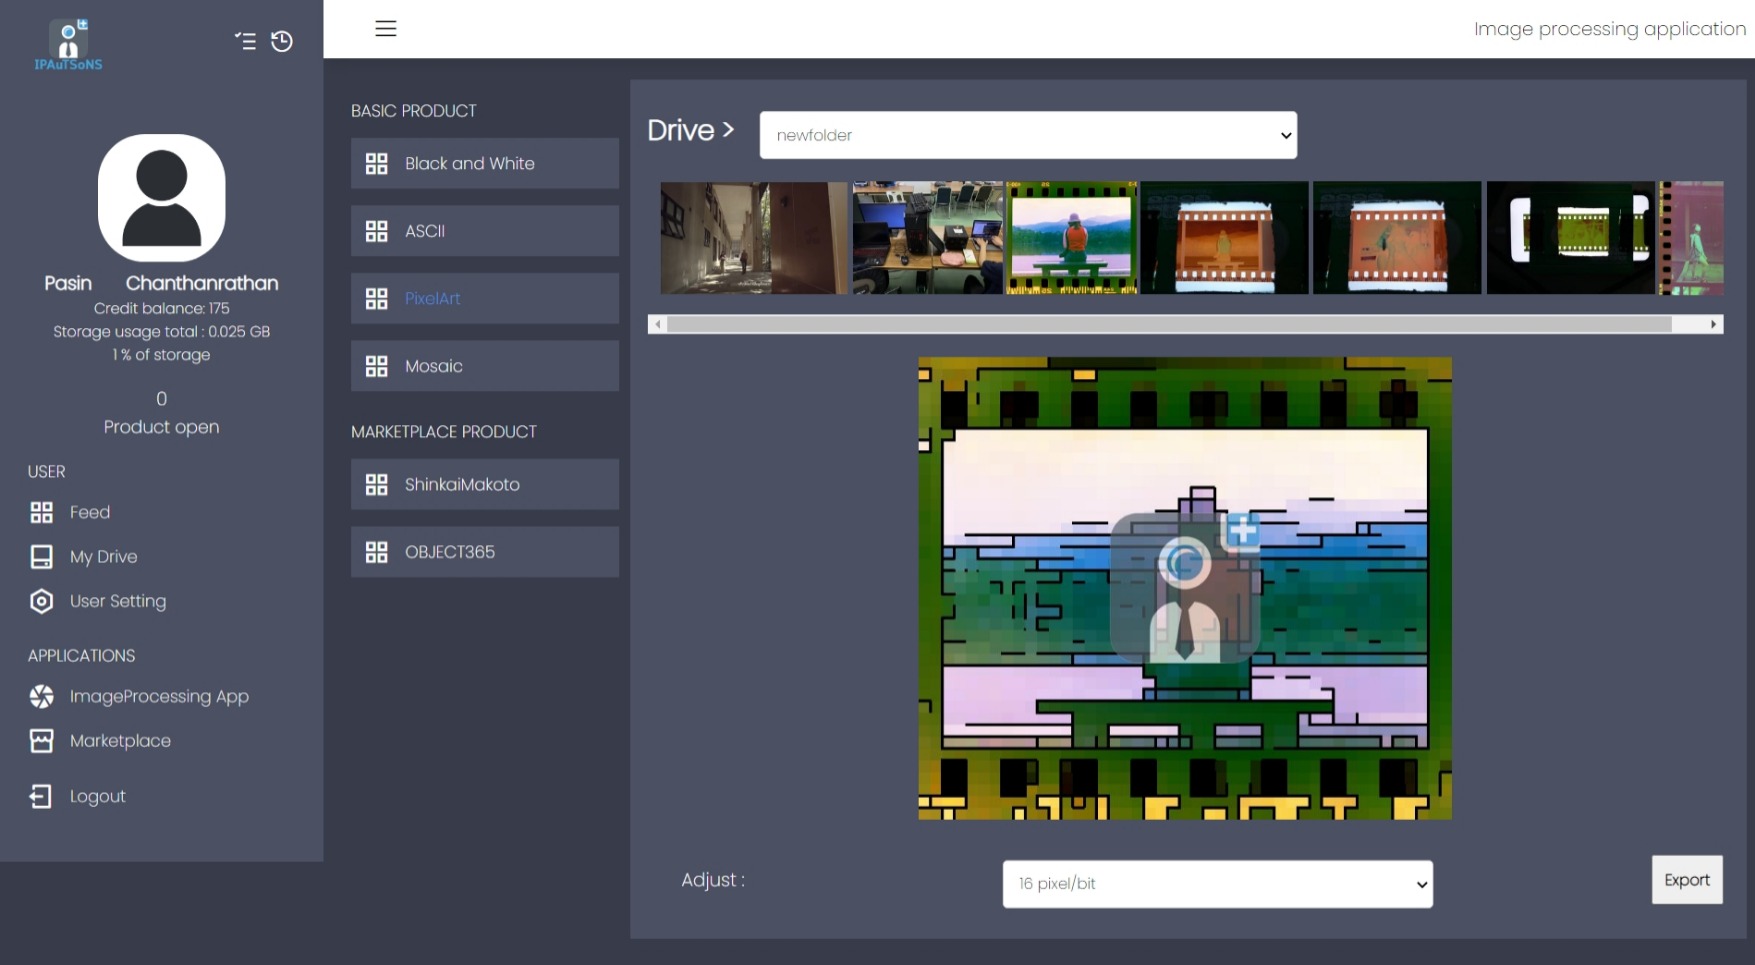 IPAuTSoNS
Image processing application
Pasin Chanthanrathan
Credit balance: 175
Storage usage total : 0.025 GB
1 % of storage
0
Product open
USER
Feed
My Drive
User Setting
APPLICATIONS
ImageProcessing App
Marketplace
Logout
BASIC PRODUCT
Black and White
ASCII
PixelArt
Mosaic
MARKETPLACE PRODUCT
ShinkaiMakoto
OBJECT365
Drive >
newfolder
Adjust :
16 pixel/bit
Export